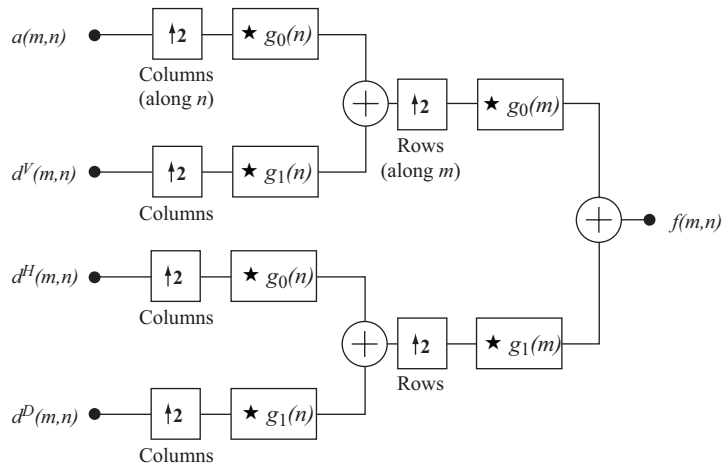 a(m,n)
↑2
★ g₀(n)
Columns
(along n)
↑2
★ g₀(m)
Rows
(along m)
dⱽ(m,n)
↑2
★ g₁(n)
Columns
f(m,n)
dᴴ(m,n)
↑2
★ g₀(n)
Columns
↑2
★ g₁(m)
Rows
dᴰ(m,n)
↑2
★ g₁(n)
Columns